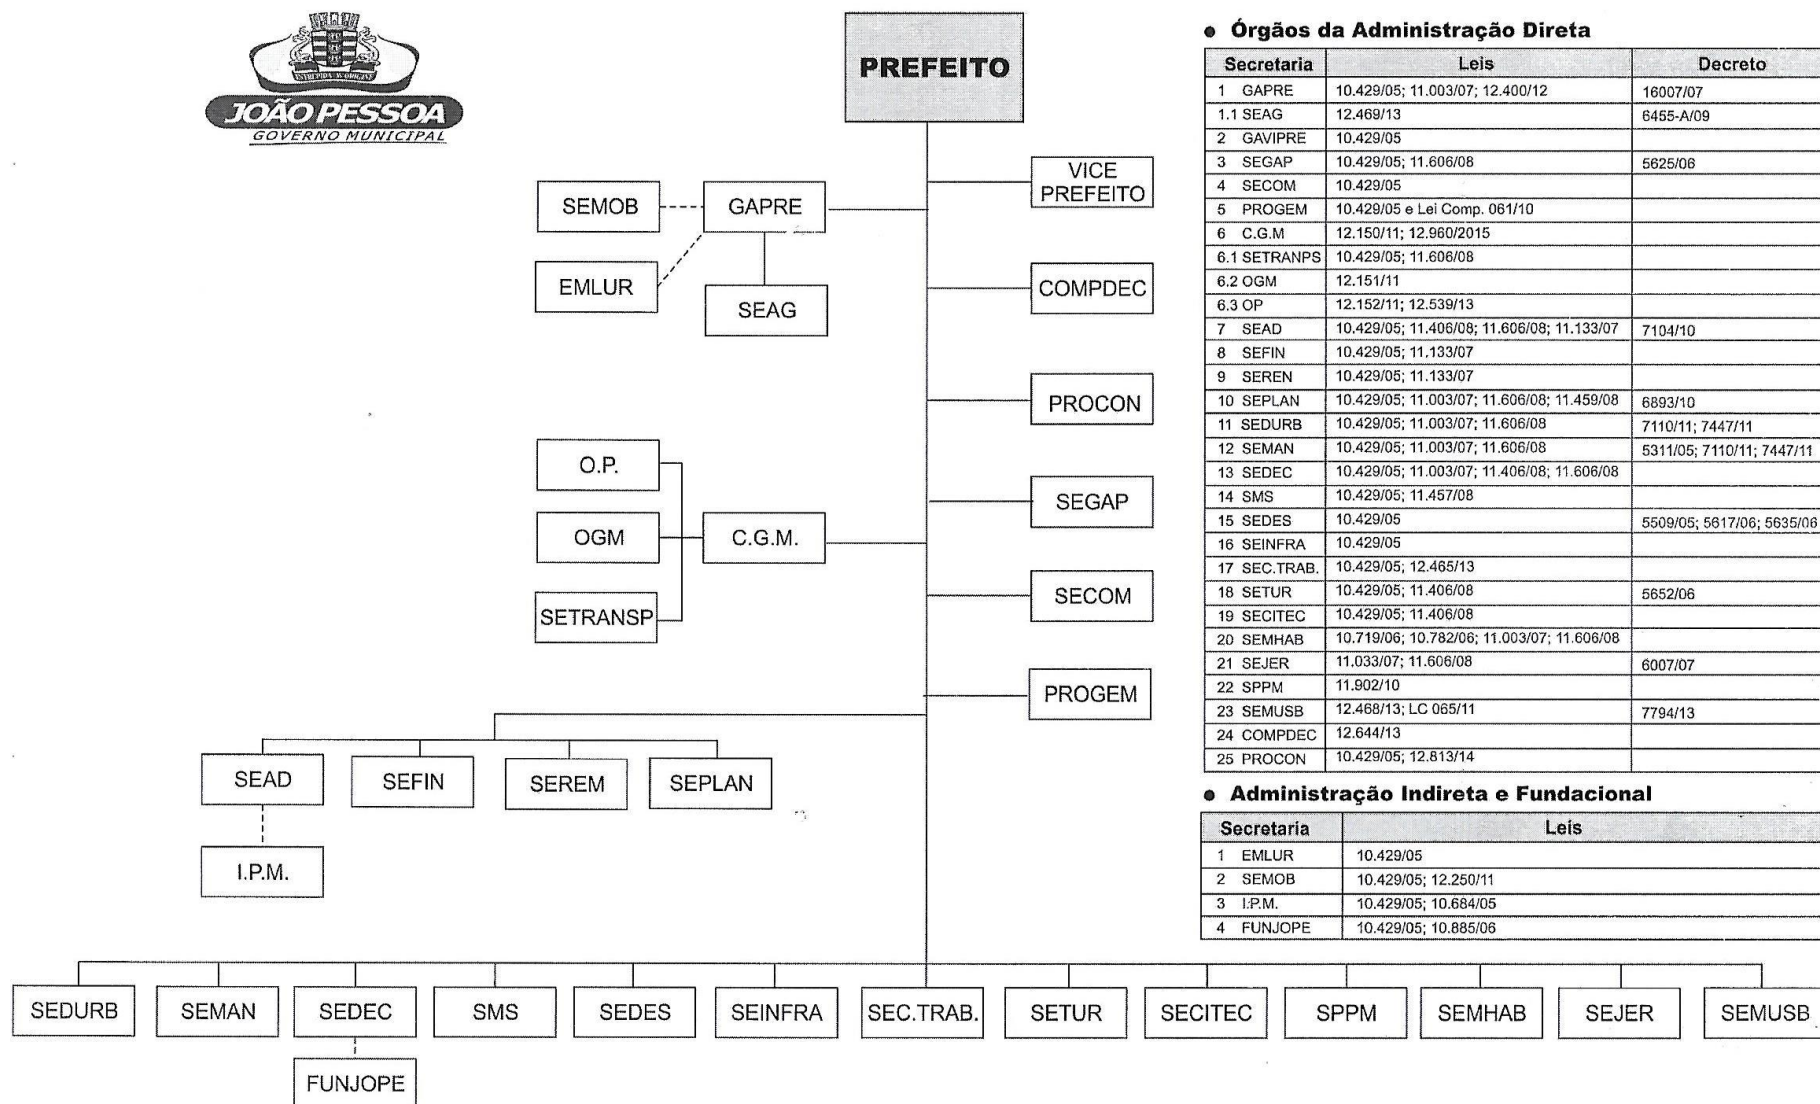 INTREPIDA AB ORIGINE
JOÃO PESSOA
GOVERNO MUNICIPAL
PREFEITO
VICE
PREFEITO
SEMOB
GAPRE
EMLUR
SEAG
COMPDEC
PROCON
O.P.
SEGAP
OGM
C.G.M.
SECOM
SETRANSP
PROGEM
SEAD
SEFIN
SEREM
SEPLAN
I.P.M.
SEDURB
SEMAN
SEDEC
SMS
SEDES
SEINFRA
SEC.TRAB.
SETUR
SECITEC
SPPM
SEMHAB
SEJER
SEMUSB
FUNJOPE
• Órgãos da Administração Direta
Secretaria Leis Decreto
1 GAPRE 10.429/05; 11.003/07; 12.400/12 16007/07
1.1 SEAG 12.469/13 6455-A/09
2 GAVIPRE 10.429/05
3 SEGAP 10.429/05; 11.606/08 5625/06
4 SECOM 10.429/05
5 PROGEM 10.429/05 e Lei Comp. 061/10
6 C.G.M 12.150/11; 12.960/2015
6.1 SETRANPS 10.429/05; 11.606/08
6.2 OGM 12.151/11
6.3 OP 12.152/11; 12.539/13
7 SEAD 10.429/05; 11.406/08; 11.606/08; 11.133/07 7104/10
8 SEFIN 10.429/05; 11.133/07
9 SEREN 10.429/05; 11.133/07
10 SEPLAN 10.429/05; 11.003/07; 11.606/08; 11.459/08 6893/10
11 SEDURB 10.429/05; 11.003/07; 11.606/08 7110/11; 7447/11
12 SEMAN 10.429/05; 11.003/07; 11.606/08 5311/05; 7110/11; 7447/11
13 SEDEC 10.429/05; 11.003/07; 11.406/08; 11.606/08
14 SMS 10.429/05; 11.457/08
15 SEDES 10.429/05 5509/05; 5617/06; 5635/06
16 SEINFRA 10.429/05
17 SEC.TRAB. 10.429/05; 12.465/13
18 SETUR 10.429/05; 11.406/08 5652/06
19 SECITEC 10.429/05; 11.406/08
20 SEMHAB 10.719/06; 10.782/06; 11.003/07; 11.606/08
21 SEJER 11.033/07; 11.606/08 6007/07
22 SPPM 11.902/10
23 SEMUSB 12.468/13; LC 065/11 7794/13
24 COMPDEC 12.644/13
25 PROCON 10.429/05; 12.813/14
• Administração Indireta e Fundacional
Secretaria Leis
1 EMLUR 10.429/05
2 SEMOB 10.429/05; 12.250/11
3 I.P.M. 10.429/05; 10.684/05
4 FUNJOPE 10.429/05; 10.885/06